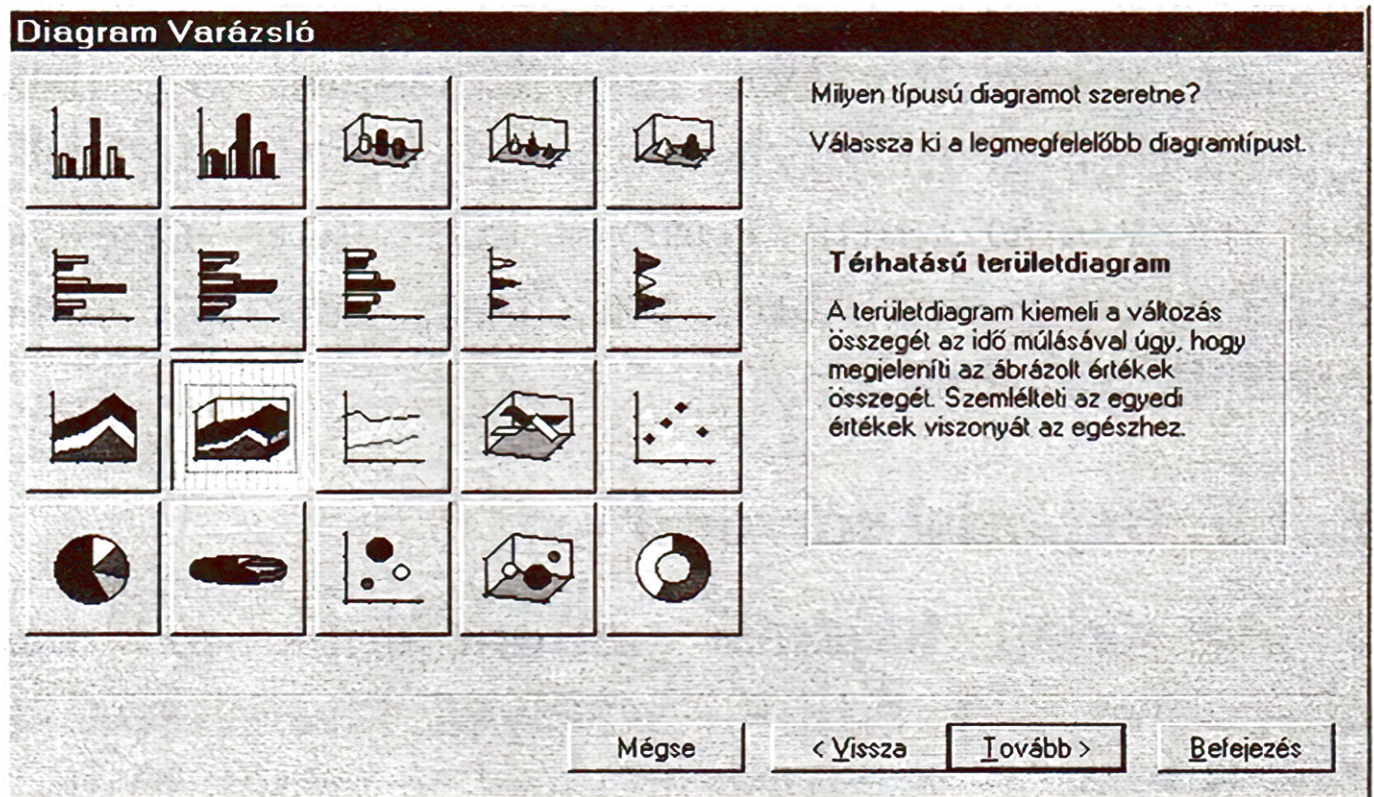 Diagram Varázsló
Milyen típusú diagramot szeretne?
Válassza ki a legmegfelelőbb diagramtípust.
Térhatású területdiagram
A területdiagram kiemeli a változás
összegét az idő múlásával úgy, hogy
megjeleníti az ábrázolt értékek
összegét. Szemlélteti az egyedi
értékek viszonyát az egészhez.
Mégse
< Vissza
Tovább >
Befejezés